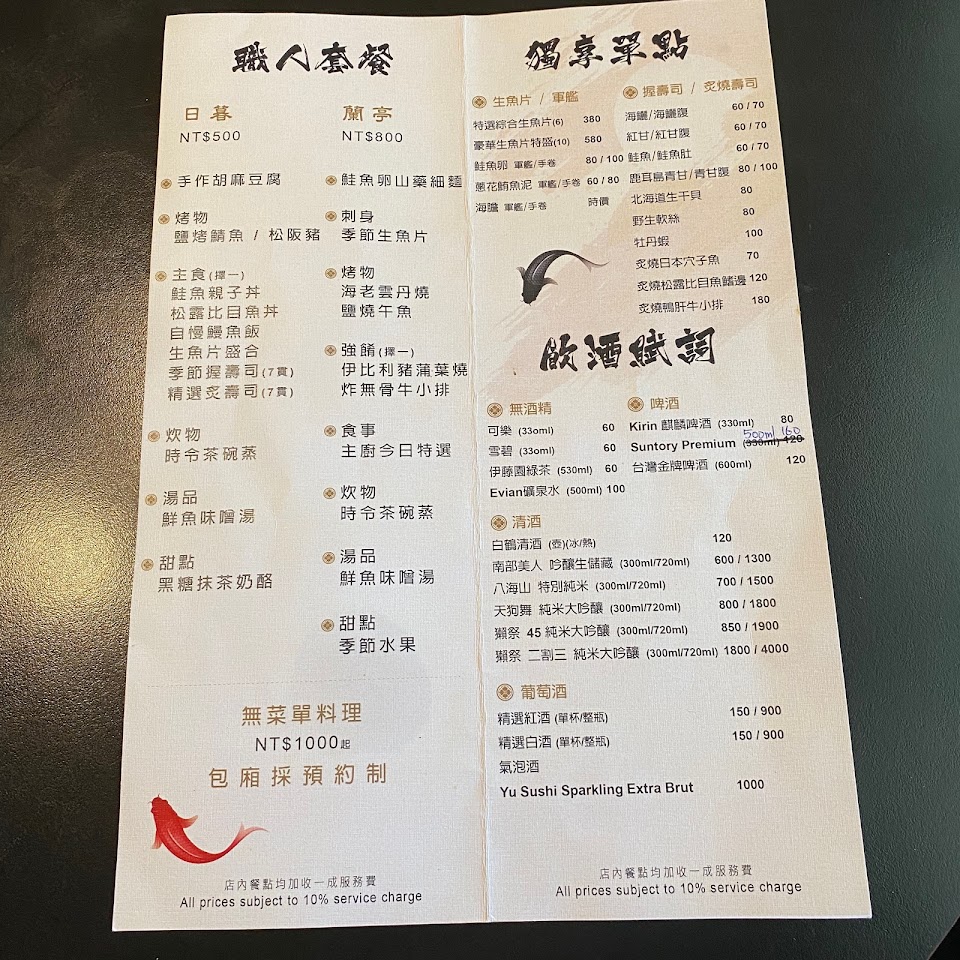 職人套餐
日暮
NT$500
手作胡麻豆腐
烤物
鹽烤鯖魚 / 松阪豬
主食(擇一)
鮭魚親子丼
松露比目魚丼
自慢鰻魚飯
生魚片盛合
季節握壽司(7貫)
精選炙壽司(7貫)
炊物
時令茶碗蒸
湯品
鮮魚味噌湯
甜點
黑糖抹茶奶酪
蘭亭
NT$800
鮭魚卵山藥細麵
刺身
季節生魚片
烤物
海老雲丹燒
鹽燒午魚
強餚(擇一)
伊比利豬蒲葉燒
炸無骨牛小排
食事
主廚今日特選
炊物
時令茶碗蒸
湯品
鮮魚味噌湯
甜點
季節水果
無菜單料理
NT$1000起
包廂採預約制
店內餐點均加收一成服務費
All prices subject to 10% service charge
獨享單點
生魚片 / 軍艦
特選綜合生魚片(6) 380
豪華生魚片特盛(10) 580
鮭魚卵 軍艦/手卷 80 / 100
蔥花鮪魚泥 軍艦/手卷 60 / 80
海膽 軍艦/手卷 時價
握壽司 / 炙燒壽司
海鱺/海鱺腹 60 / 70
紅甘/紅甘腹 60 / 70
鮭魚/鮭魚肚 60 / 70
鹿耳島青甘/青甘腹 80 / 100
北海道生干貝 80
野生軟絲 80
牡丹蝦 100
炙燒日本穴子魚 70
炙燒松露比目魚鰭邊 120
炙燒鴨肝牛小排 180
飲酒賦詞
無酒精
可樂 (33oml) 60
雪碧 (33oml) 60
伊藤園綠茶 (530ml) 60
Evian礦泉水 (500ml) 100
啤酒
Kirin 麒麟啤酒 (330ml) 80
500ml 160
Suntory Premium (330ml) 120
台灣金牌啤酒 (600ml) 120
清酒
白鶴清酒 (壺)(冰/熱) 120
南部美人 吟釀生儲藏 (300ml/720ml) 600 / 1300
八海山 特別純米 (300ml/720ml) 700 / 1500
天狗舞 純米大吟釀 (300ml/720ml) 800 / 1800
獺祭 45 純米大吟釀 (300ml/720ml) 850 / 1900
獺祭 二割三 純米大吟釀 (300ml/720ml) 1800 / 4000
葡萄酒
精選紅酒 (單杯/整瓶) 150 / 900
精選白酒 (單杯/整瓶) 150 / 900
氣泡酒
Yu Sushi Sparkling Extra Brut 1000
店內餐點均加收一成服務費
All prices subject to 10% service charge